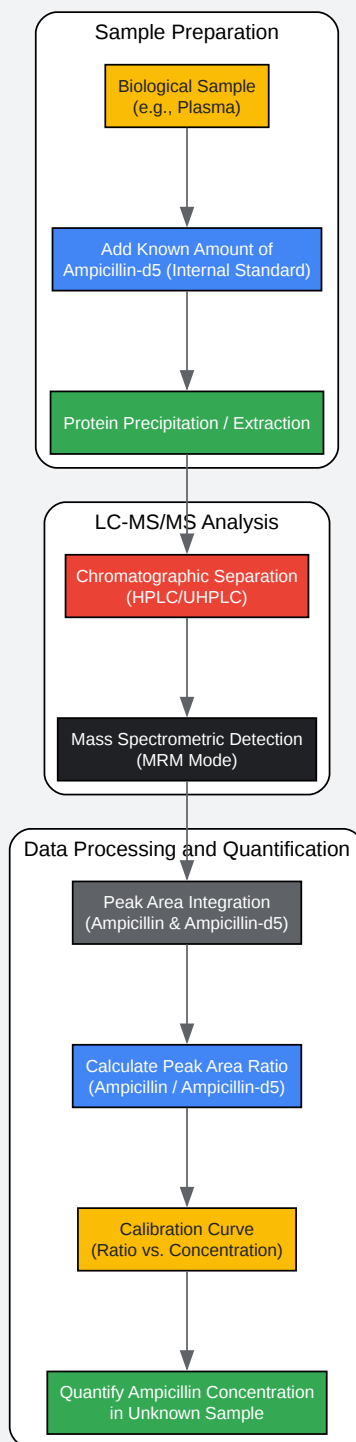 Sample Preparation
Biological Sample
(e.g., Plasma)
Add Known Amount of
Ampicillin-d5 (Internal Standard)
Protein Precipitation / Extraction
LC-MS/MS Analysis
Chromatographic Separation
(HPLC/UHPLC)
Mass Spectrometric Detection
(MRM Mode)
Data Processing and Quantification
Peak Area Integration
(Ampicillin & Ampicillin-d5)
Calculate Peak Area Ratio
(Ampicillin / Ampicillin-d5)
Calibration Curve
(Ratio vs. Concentration)
Quantify Ampicillin Concentration
in Unknown Sample